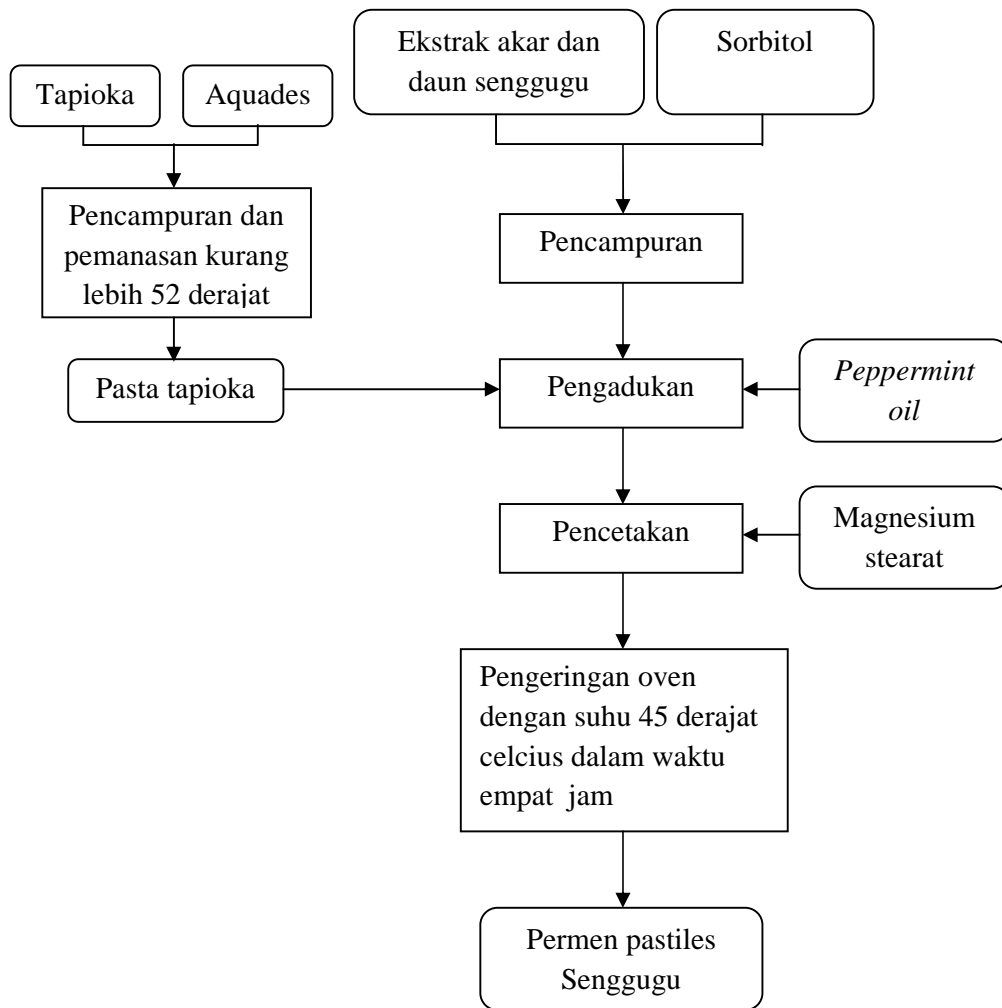 Ekstrak akar dan
daun senggugu
Sorbitol
Tapioka
Aquades
Pencampuran dan
pemanasan kurang
lebih 52 derajat
Pencampuran
Pasta tapioka
Pengadukan
Peppermint
oil
Pencetakan
Magnesium
stearat
Pengeringan oven
dengan suhu 45 derajat
celcius dalam waktu
empat jam
Permen pastiles
Senggugu